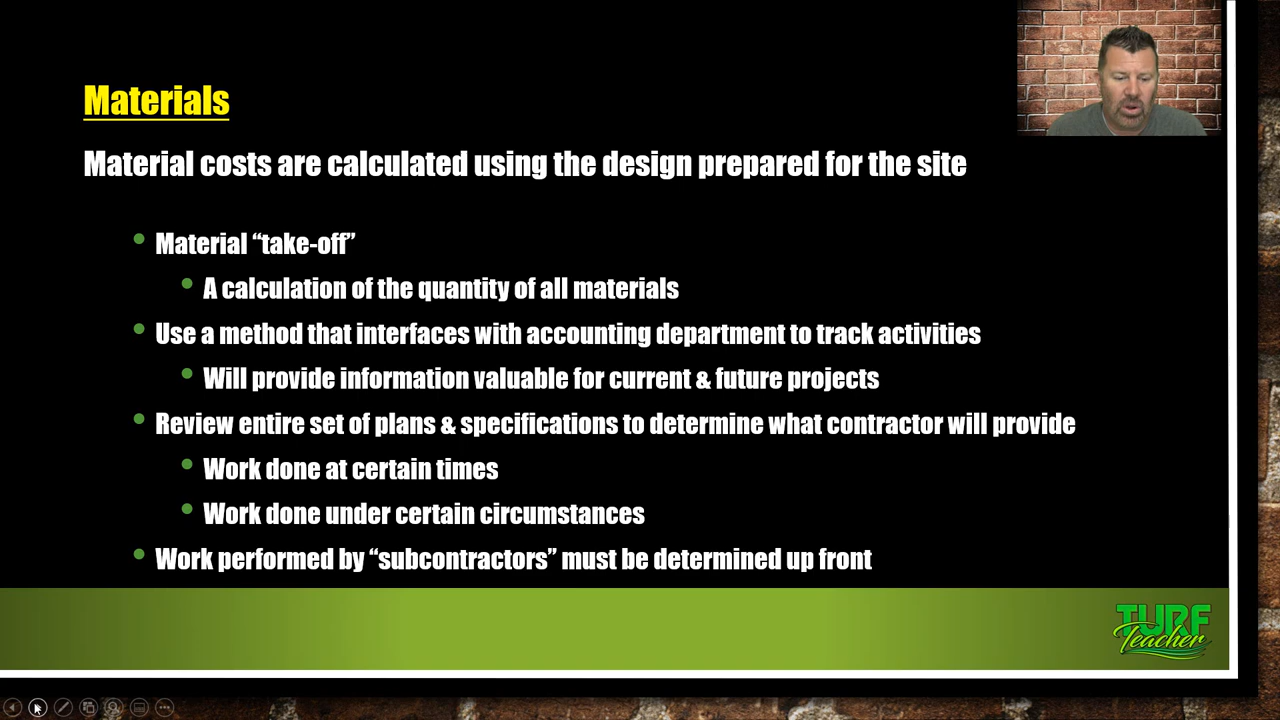 Materials
Material costs are calculated using the design prepared for the site
Material “take-off”
A calculation of the quantity of all materials
Use a method that interfaces with accounting department to track activities
Will provide information valuable for current & future projects
Review entire set of plans & specifications to determine what contractor will provide
Work done at certain times
Work done under certain circumstances
Work performed by “subcontractors” must be determined up front
TURF
Teacher